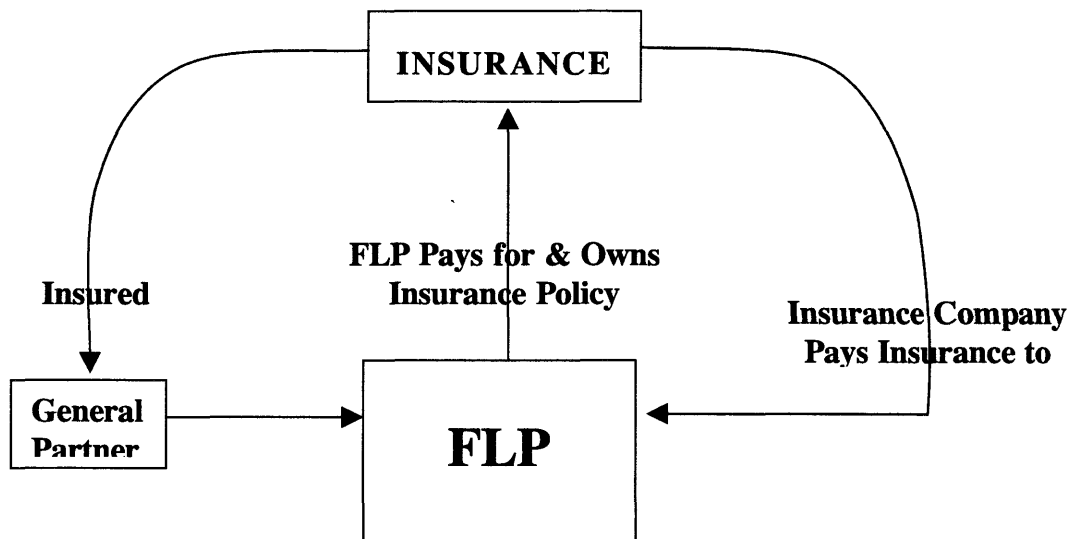 INSURANCE
FLP Pays for & Owns
Insurance Policy
Insured
Insurance Company
Pays Insurance to
General
Partner
FLP